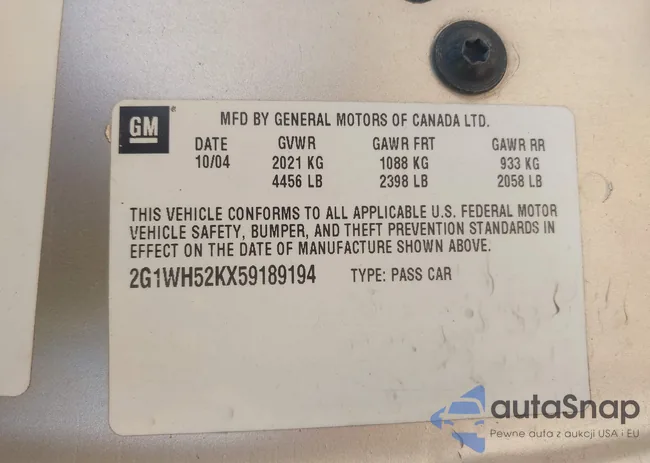 GM
MFD BY GENERAL MOTORS OF CANADA LTD.
DATE GVWR GAWR FRT GAWR RR
10/04 2021 KG 1088 KG 933 KG
4456 LB 2398 LB 2058 LB
THIS VEHICLE CONFORMS TO ALL APPLICABLE U.S. FEDERAL MOTOR
VEHICLE SAFETY, BUMPER, AND THEFT PREVENTION STANDARDS IN
EFFECT ON THE DATE OF MANUFACTURE SHOWN ABOVE.
2G1WH52KX59189194 TYPE: PASS CAR
autaSnap
Pewne auta z aukcji USA i EU